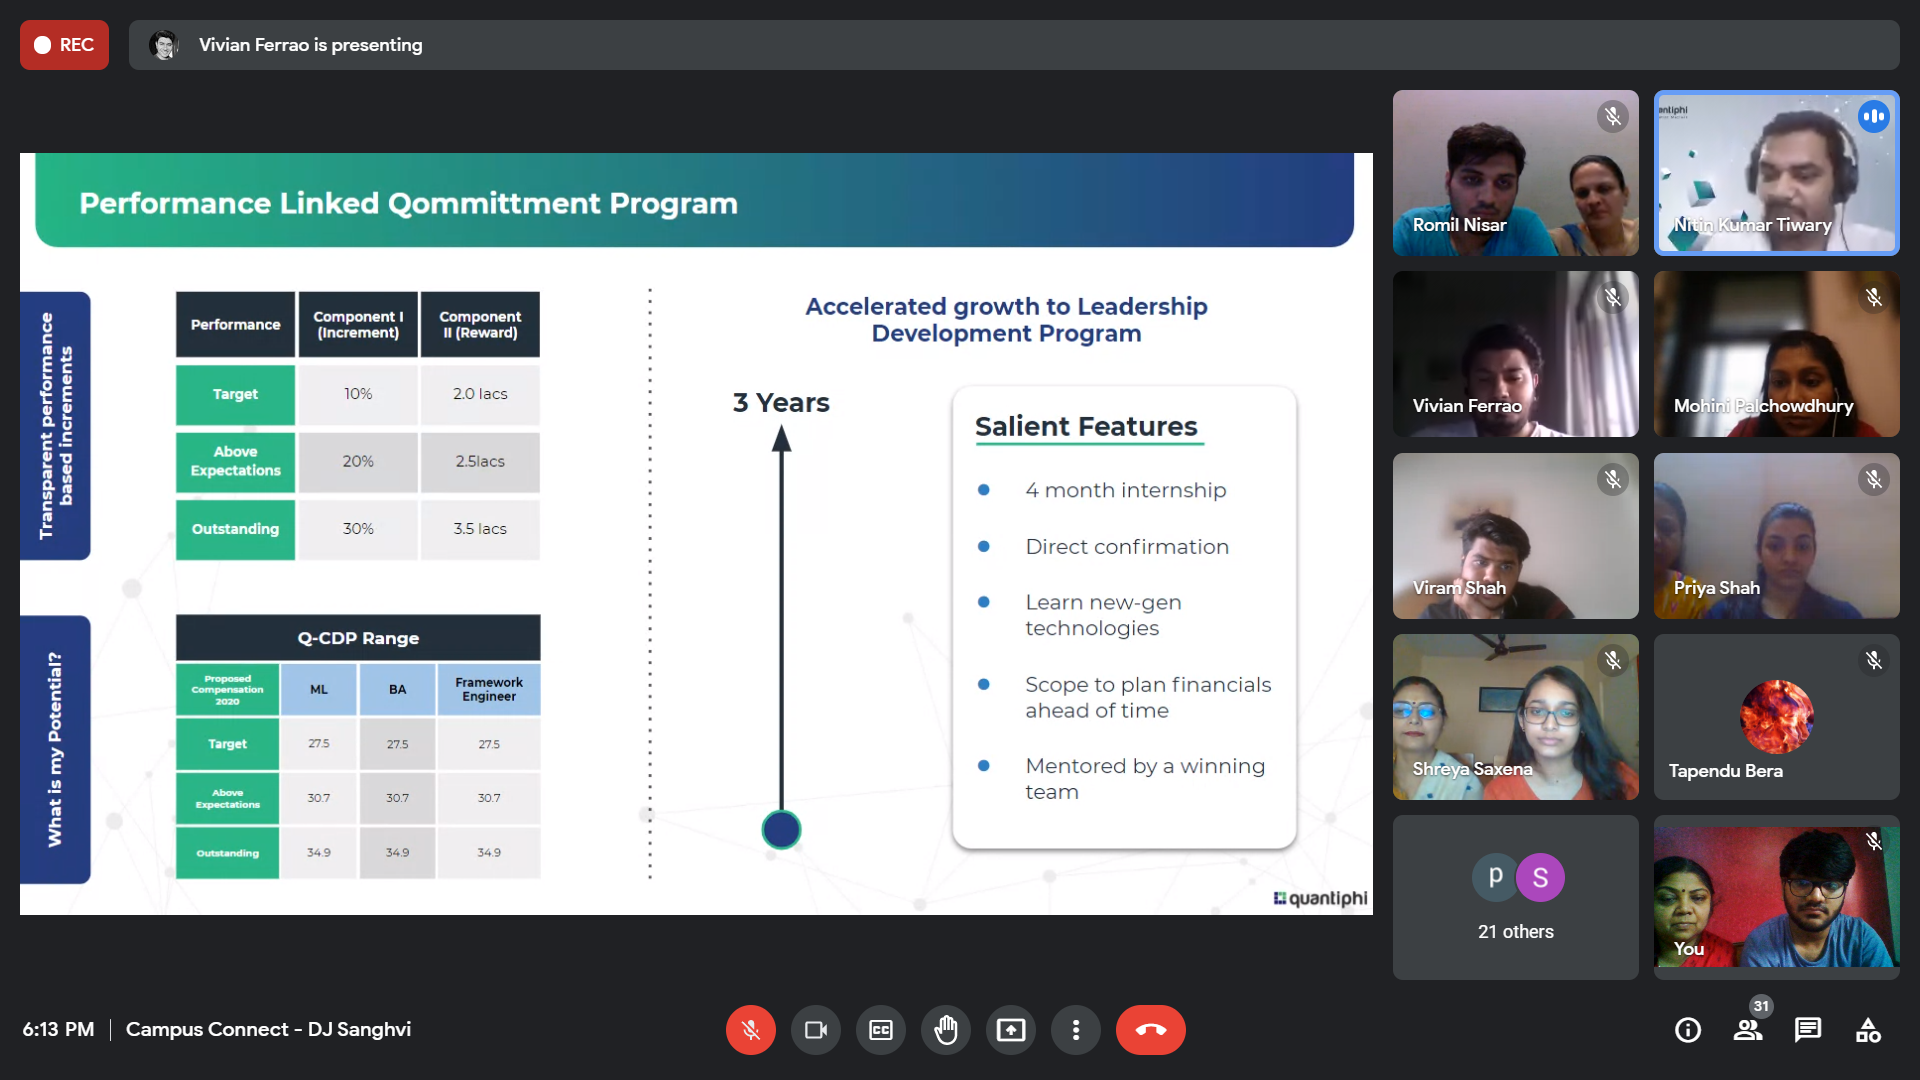 REC
Vivian Ferrao is presenting
Performance Linked Qommittment Program
Transparent performance
based increments
Performance
Component I
(Increment)
Component
II (Reward)
Target
10%
2.0 lacs
Above
Expectations
20%
2.5lacs
Outstanding
30%
3.5 lacs
What is my Potential?
Q-CDP Range
Proposed
Compensation
2020
ML
BA
Framework
Engineer
Target
27.5
27.5
27.5
Above
Expectations
30.7
30.7
30.7
Outstanding
34.9
34.9
34.9
Accelerated growth to Leadership
Development Program
3 Years
Salient Features
4 month internship
Direct confirmation
Learn new-gen
technologies
Scope to plan financials
ahead of time
Mentored by a winning
team
quantiphi
Romil Nisar
antiphi
Nitin Kumar Tiwary
Vivian Ferrao
Mohini Palchowdhury
Viram Shah
Priya Shah
Shreya Saxena
Tapendu Bera
p
S
21 others
You
6:13 PM
Campus Connect - DJ Sanghvi
CC
31